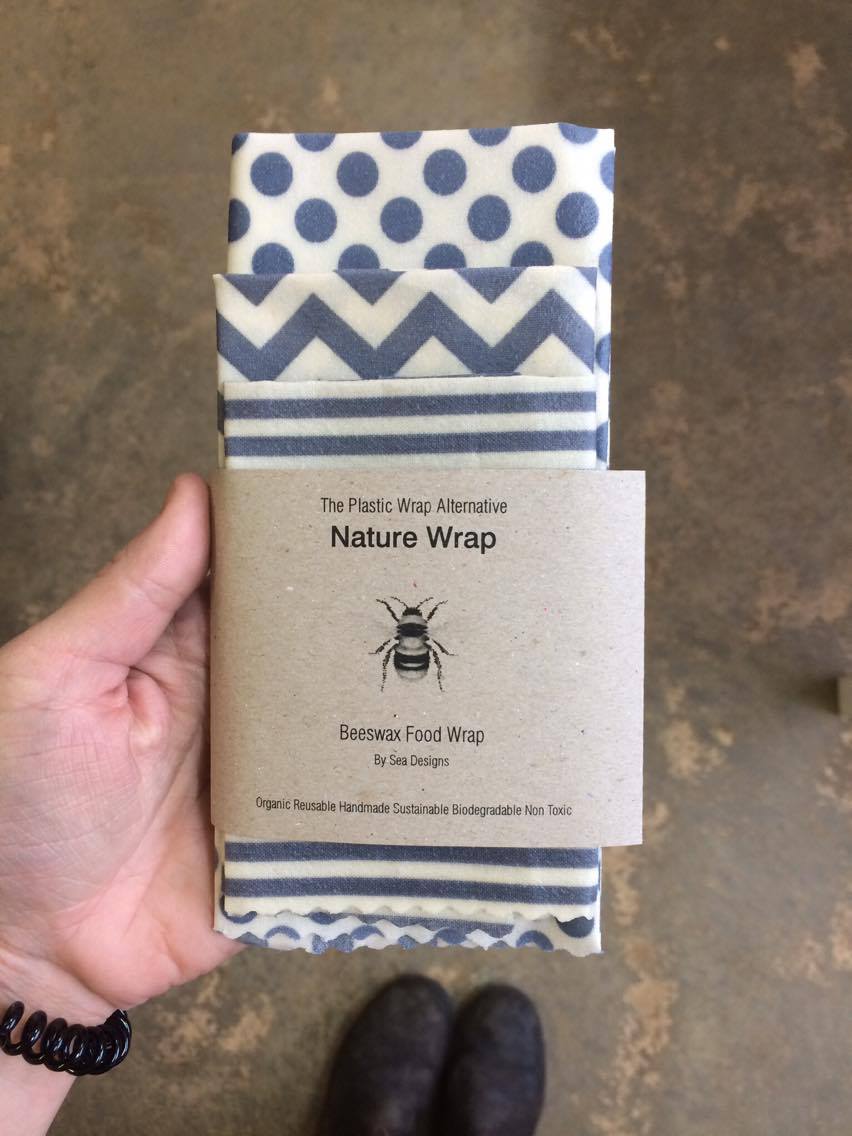 The Plastic Wrap Alternative
Nature Wrap
Beeswax Food Wrap
By Sea Designs
Organic Reusable Handmade Sustainable Biodegradable Non Toxic